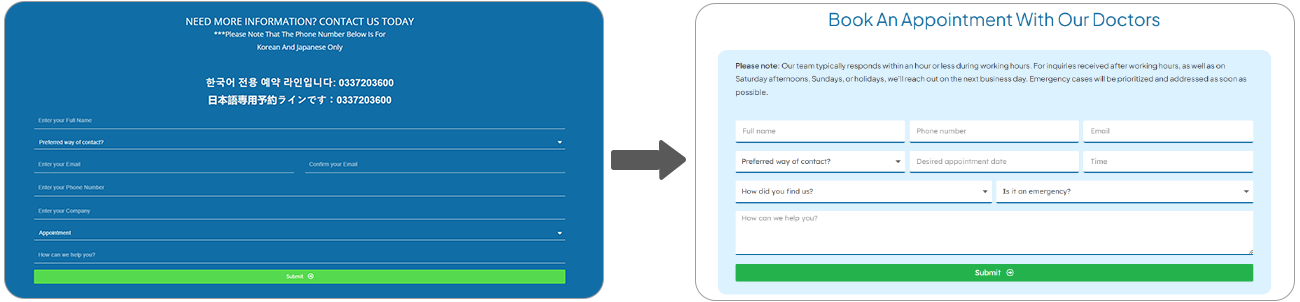 NEED MORE INFORMATION? CONTACT US TODAY
***Please Note That The Phone Number Below Is For
Korean And Japanese Only
한국어 전용 예약 라인입니다: 0337203600
日本語専用予約ラインです：0337203600
Enter your Full Name
Preferred way of contact?
Enter your Email
Confirm your Email
Enter your Phone Number
Enter your Company
Appointment
How can we help you?
Submit
Book An Appointment With Our Doctors
Please note: Our team typically responds within an hour or less during working hours. For inquiries received after working hours, as well as on
Saturday afternoons. Sundays, or holidays, we'll reach out on the next business day. Emergency cases will be prioritized and addressed as soon as
possible.
Full name
Phone number
Email
Preferred way of contact?
Desired appointment date
Time
How did you find us?
Is it an emergency?
How can we help you?
Submit